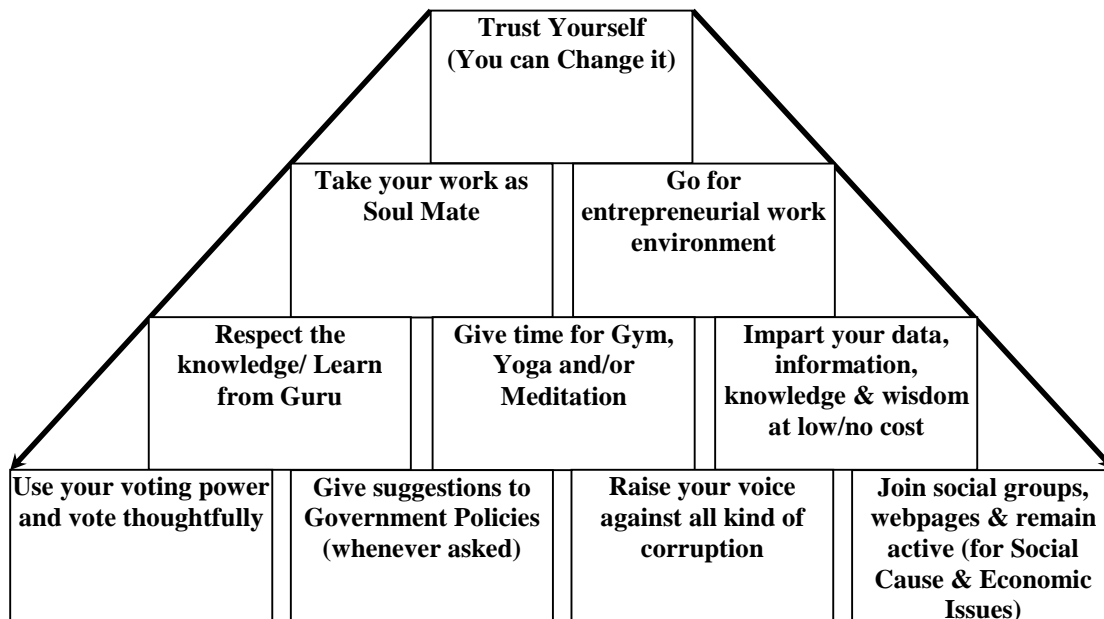 Trust Yourself
(You can Change it)
Take your work as
Soul Mate
Go for
entrepreneurial work
environment
Respect the
knowledge/ Learn
from Guru
Give time for Gym,
Yoga and/or
Meditation
Impart your data,
information,
knowledge & wisdom
at low/no cost
Use your voting power
and vote thoughtfully
Give suggestions to
Government Policies
(whenever asked)
Raise your voice
against all kind of
corruption
Join social groups,
webpages & remain
active (for Social
Cause & Economic
Issues)